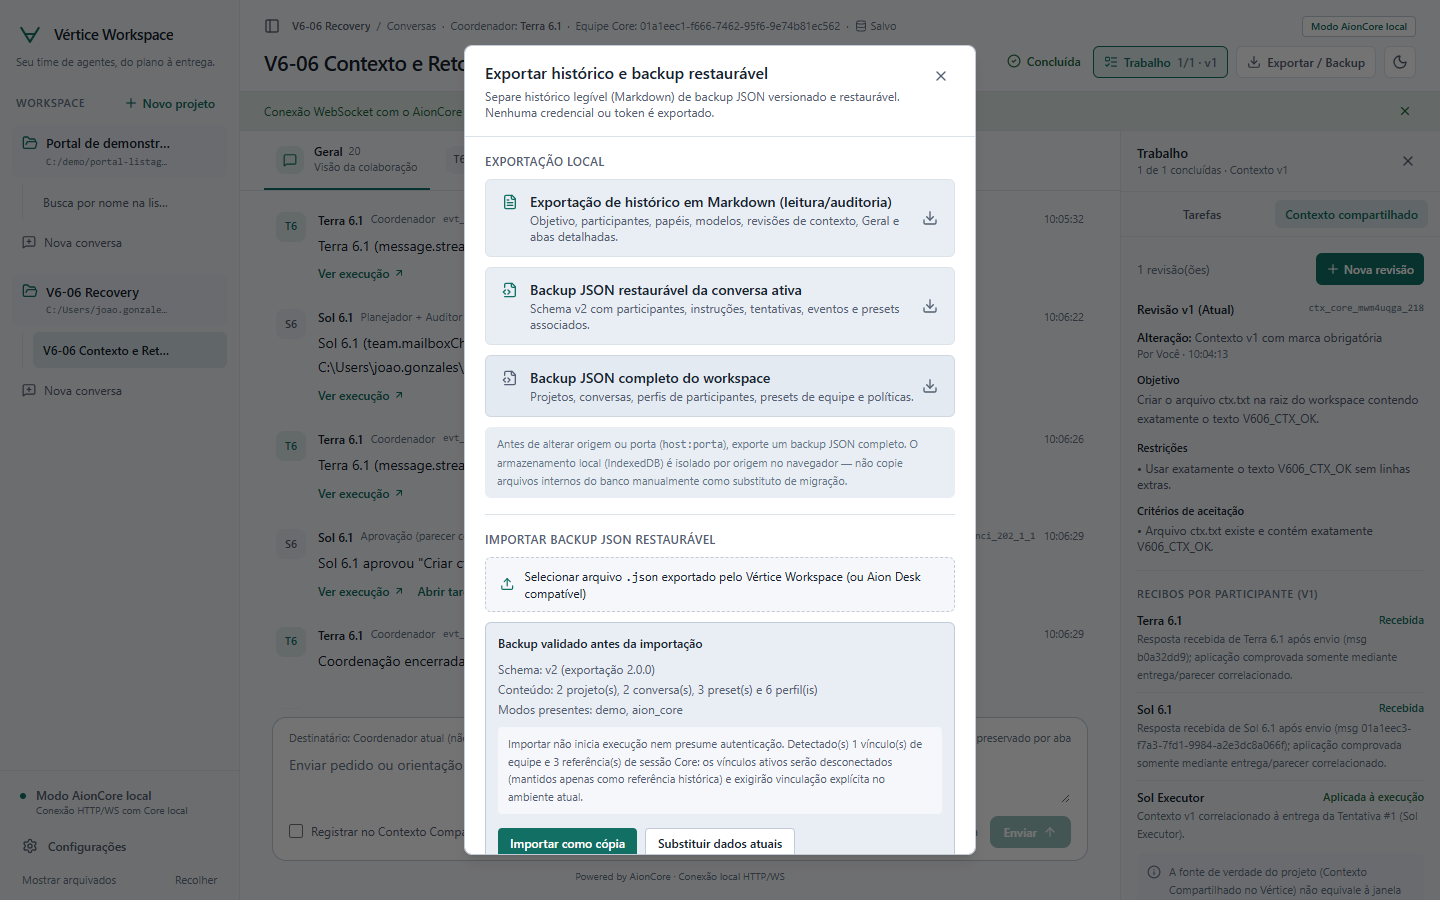 Vértice Workspace
Seu time de agentes, do plano à entrega.
WORKSPACE
+ Novo projeto
Portal de demonstr...
C:/demo/portal-listag…
Busca por nome na lis...
Nova conversa
V6-06 Recovery
C:/Users/joao.gonzale…
V6-06 Contexto e Ret...
Nova conversa
Modo AionCore local
Conexão HTTP/WS com Core local
Configurações
Mostrar arquivados
Recolher
V6-06 Recovery / Conversas · Coordenador: Terra 6.1 · Equipe Core: 01a1eec1-f666-7462-95f6-9e74b81ec562 · Salvo
Modo AionCore local
V6-06 Contexto e Reto
Concluída
Trabalho 1/1 · v1
Exportar / Backup
Conexão WebSocket com o AionCore
Geral 20
Visão da colaboração
T6
T6
Terra 6.1 Coordenador evt_
10:05:32
Terra 6.1 (message.strea
Ver execução ↗
S6
Sol 6.1 Planejador + Auditor
10:06:22
Sol 6.1 (team.mailboxCh
C:\Users\joao.gonzales\
Ver execução ↗
T6
Terra 6.1 Coordenador evt_
10:06:26
Terra 6.1 (message.strea
Ver execução ↗
S6
Sol 6.1 Aprovação (parecer c
nci_202_1_1 10:06:29
Sol 6.1 aprovou "Criar c
Ver execução ↗ Abrir tar
T6
Terra 6.1 Coordenador evt_
10:06:29
Coordenação encerrada
Destinatário: Coordenador atual (não
preservado por aba
Enviar pedido ou orientação
Registrar no Contexto Compa
Enviar ↑
Powered by AionCore · Conexão local HTTP/WS
Exportar histórico e backup restaurável
Separe histórico legível (Markdown) de backup JSON versionado e restaurável.
Nenhuma credencial ou token é exportado.
EXPORTAÇÃO LOCAL
Exportação de histórico em Markdown (leitura/auditoria)
Objetivo, participantes, papéis, modelos, revisões de contexto, Geral e
abas detalhadas.
Backup JSON restaurável da conversa ativa
Schema v2 com participantes, instruções, tentativas, eventos e presets
associados.
Backup JSON completo do workspace
Projetos, conversas, perfis de participantes, presets de equipe e políticas.
Antes de alterar origem ou porta (host:porta), exporte um backup JSON completo. O
armazenamento local (IndexedDB) é isolado por origem no navegador — não copie
arquivos internos do banco manualmente como substituto de migração.
IMPORTAR BACKUP JSON RESTAURÁVEL
Selecionar arquivo .json exportado pelo Vértice Workspace (ou Aion Desk
compatível)
Backup validado antes da importação
Schema: v2 (exportação 2.0.0)
Conteúdo: 2 projeto(s), 2 conversa(s), 3 preset(s) e 6 perfil(is)
Modos presentes: demo, aion_core
Importar não inicia execução nem presume autenticação. Detectado(s) 1 vínculo(s) de
equipe e 3 referência(s) de sessão Core: os vínculos ativos serão desconectados
(mantidos apenas como referência histórica) e exigirão vinculação explícita no
ambiente atual.
Importar como cópia
Substituir dados atuais
Trabalho
1 de 1 concluídas · Contexto v1
Tarefas
Contexto compartilhado
1 revisão(ões)
+ Nova revisão
Revisão v1 (Atual)
ctx_core_mwm4uqga_218
Alteração: Contexto v1 com marca obrigatória
Por Você · 10:04:13
Objetivo
Criar o arquivo ctx.txt na raiz do workspace contendo
exatamente o texto V606_CTX_OK.
Restrições
• Usar exatamente o texto V606_CTX_OK sem linhas
extras.
Critérios de aceitação
• Arquivo ctx.txt existe e contém exatamente
V606_CTX_OK.
RECIBOS POR PARTICIPANTE (V1)
Terra 6.1
Recebida
Resposta recebida de Terra 6.1 após envio (msg
b0a32dd9); aplicação comprovada somente mediante
entrega/parecer correlacionado.
Sol 6.1
Recebida
Resposta recebida de Sol 6.1 após envio (msg 01a1eec3-
f7a3-7fd1-9984-a2e3dc8a066f); aplicação comprovada
somente mediante entrega/parecer correlacionado.
Sol Executor
Aplicada à execução
Contexto v1 correlacionado à entrega da Tentativa #1 (Sol
Executor).
A fonte de verdade do projeto (Contexto
Compartilhado no Vértice) não equivale à janela